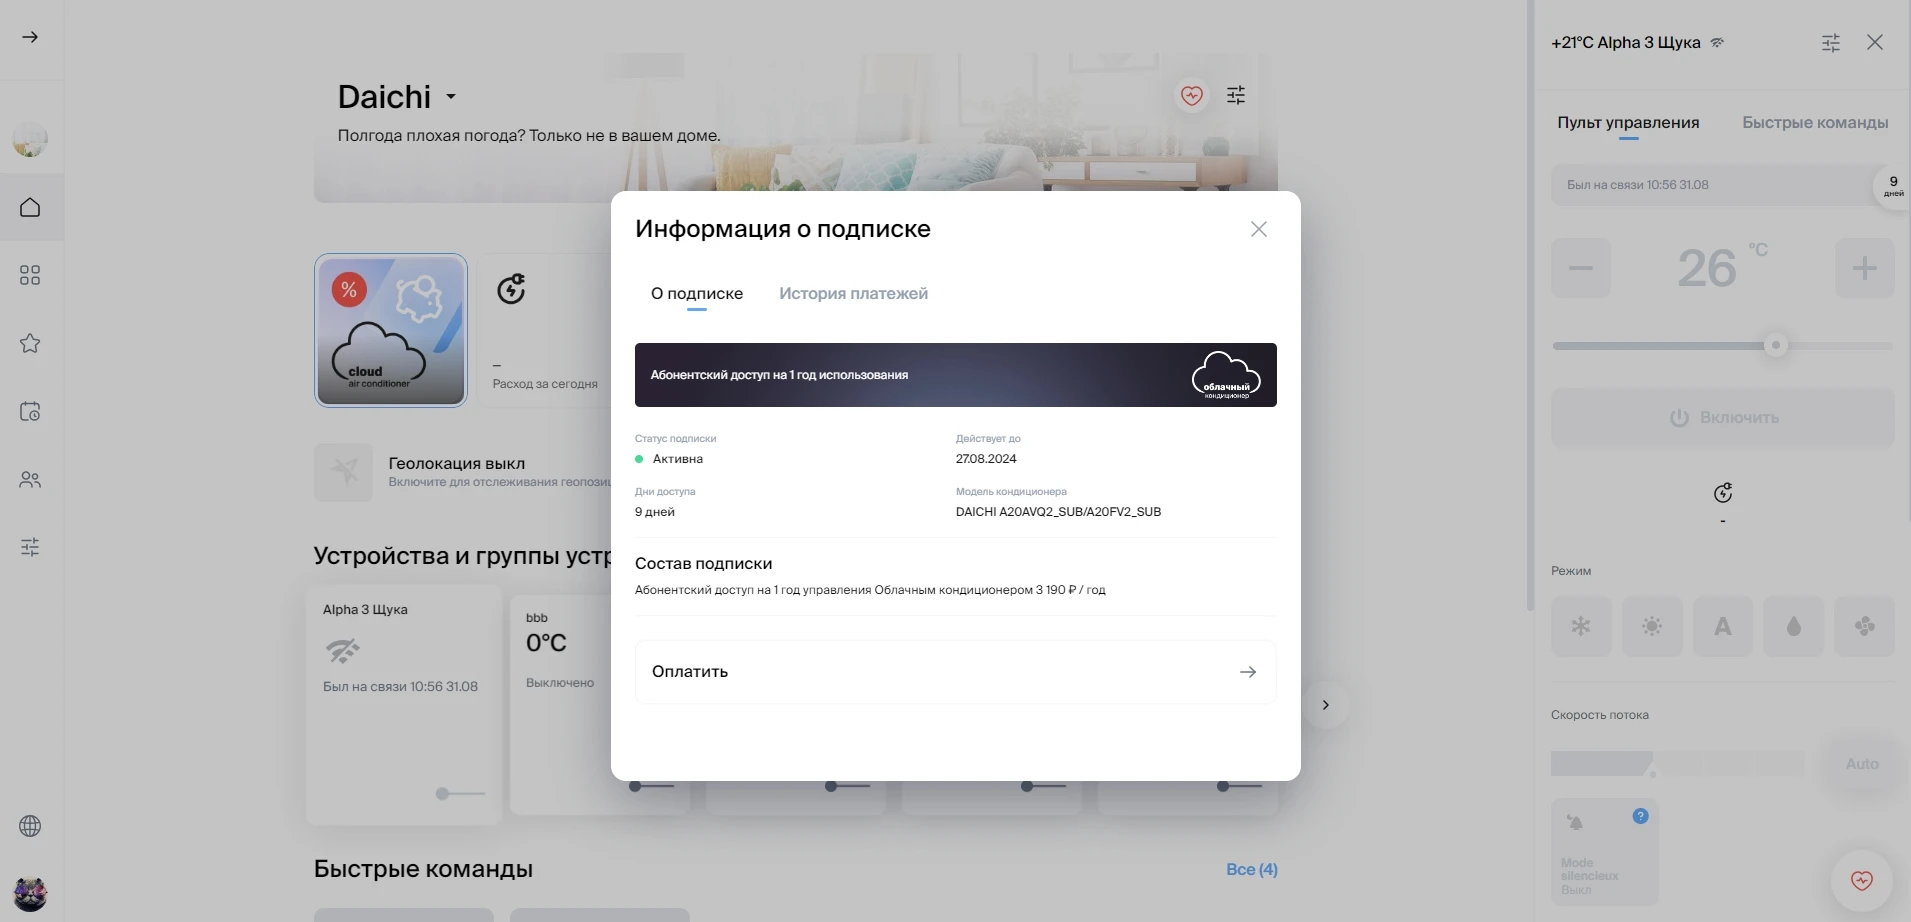 Daichi
Полгода плохая погода? Только не в вашем доме.
%
cloud
air conditioner
–
Расход за сегодня
Геолокация выкл
Включите для отслеживания геопозиц
Устройства и группы устр
Alpha 3 Щука
Был на связи 10:56 31.08
bbb
0°C
Выключено
Быстрые команды
Все (4)
Информация о подписке
О подписке
История платежей
Абонентский доступ на 1 год использования
облачный
кондиционер
Статус подписки
Активна
Действует до
27.08.2024
Дни доступа
9 дней
Модель кондиционера
DAICHI A20AVQ2_SUB/A20FV2_SUB
Состав подписки
Абонентский доступ на 1 год управления Облачным кондиционером 3 190 ₽ / год
Оплатить
+21°C Alpha 3 Щука
Пульт управления
Быстрые команды
Был на связи 10:56 31.08
9
дней
26 °C
Включить
-
Режим
A
Скорость потока
Auto
?
Mode
silencieux
Выкл